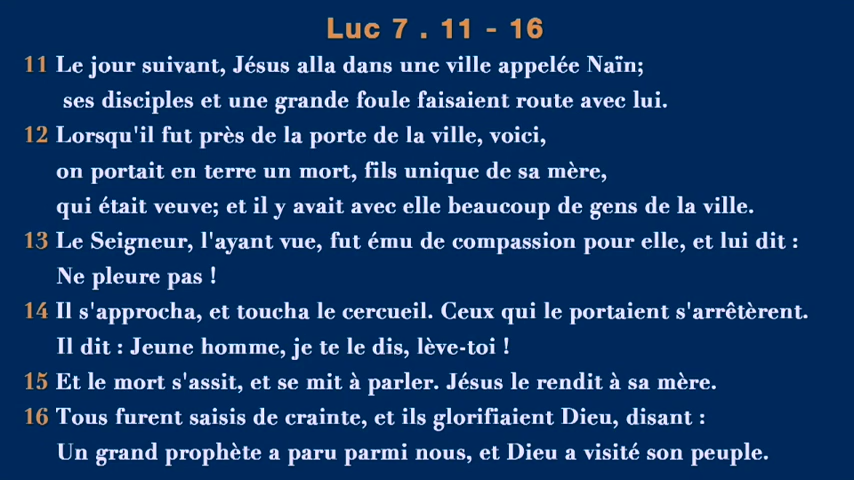 Luc 7 . 11 - 16
11 Le jour suivant, Jésus alla dans une ville appelée Naïn;
ses disciples et une grande foule faisaient route avec lui.
12 Lorsqu'il fut près de la porte de la ville, voici,
on portait en terre un mort, fils unique de sa mère,
qui était veuve; et il y avait avec elle beaucoup de gens de la ville.
13 Le Seigneur, l'ayant vue, fut ému de compassion pour elle, et lui dit :
Ne pleure pas !
14 Il s'approcha, et toucha le cercueil. Ceux qui le portaient s'arrêtèrent.
Il dit : Jeune homme, je te le dis, lève-toi !
15 Et le mort s'assit, et se mit à parler. Jésus le rendit à sa mère.
16 Tous furent saisis de crainte, et ils glorifiaient Dieu, disant :
Un grand prophète a paru parmi nous, et Dieu a visité son peuple.